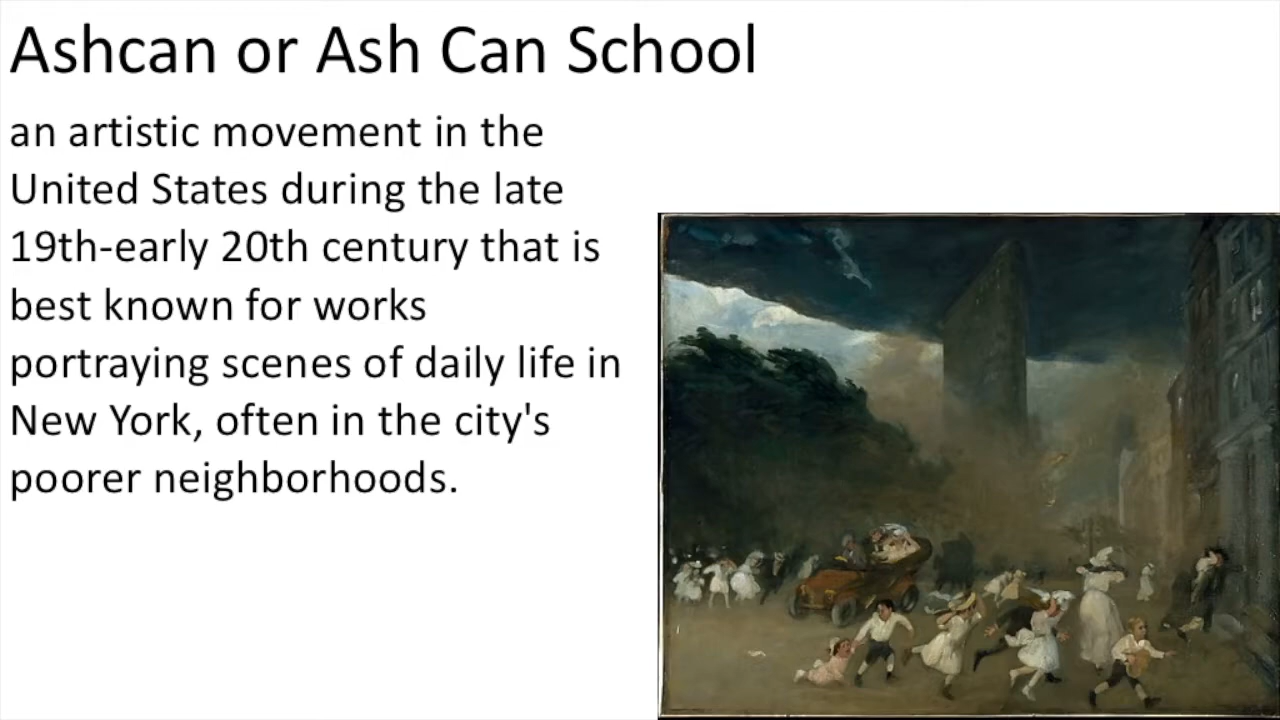 Ashcan or Ash Can School
an artistic movement in the
United States during the late
19th-early 20th century that is
best known for works
portraying scenes of daily life in
New York, often in the city's
poorer neighborhoods.